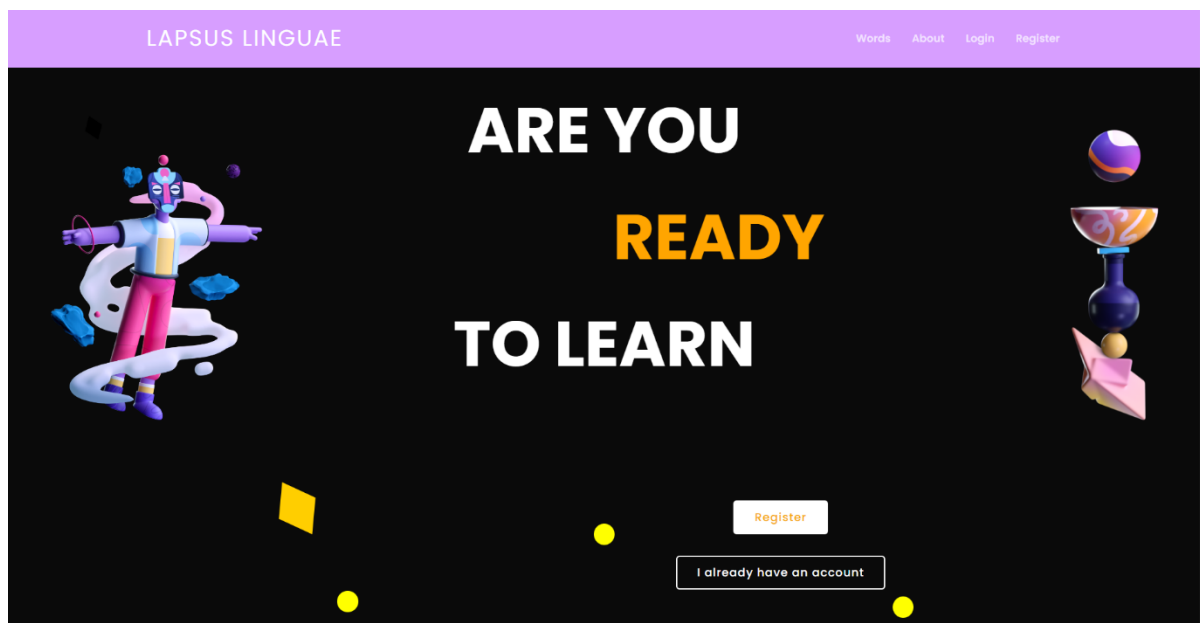 LAPSUS LINGUAE
Words About Login Register
ARE YOU
READY
TO LEARN
Register
I already have an account